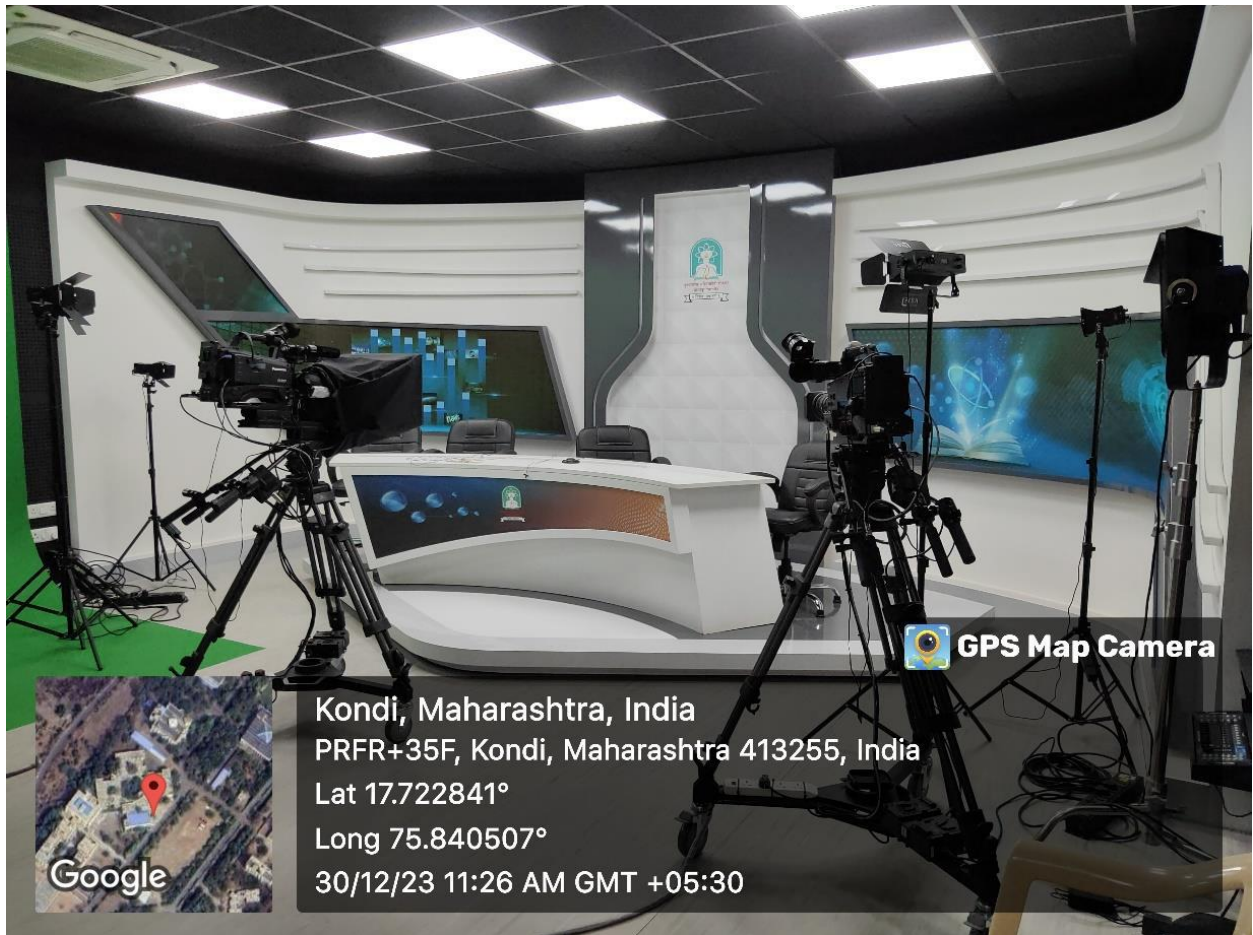 GPS Map Camera
Kondi, Maharashtra, India
PRFR+35F, Kondi, Maharashtra 413255, India
Lat 17.722841°
Long 75.840507°
30/12/23 11:26 AM GMT +05:30
Google